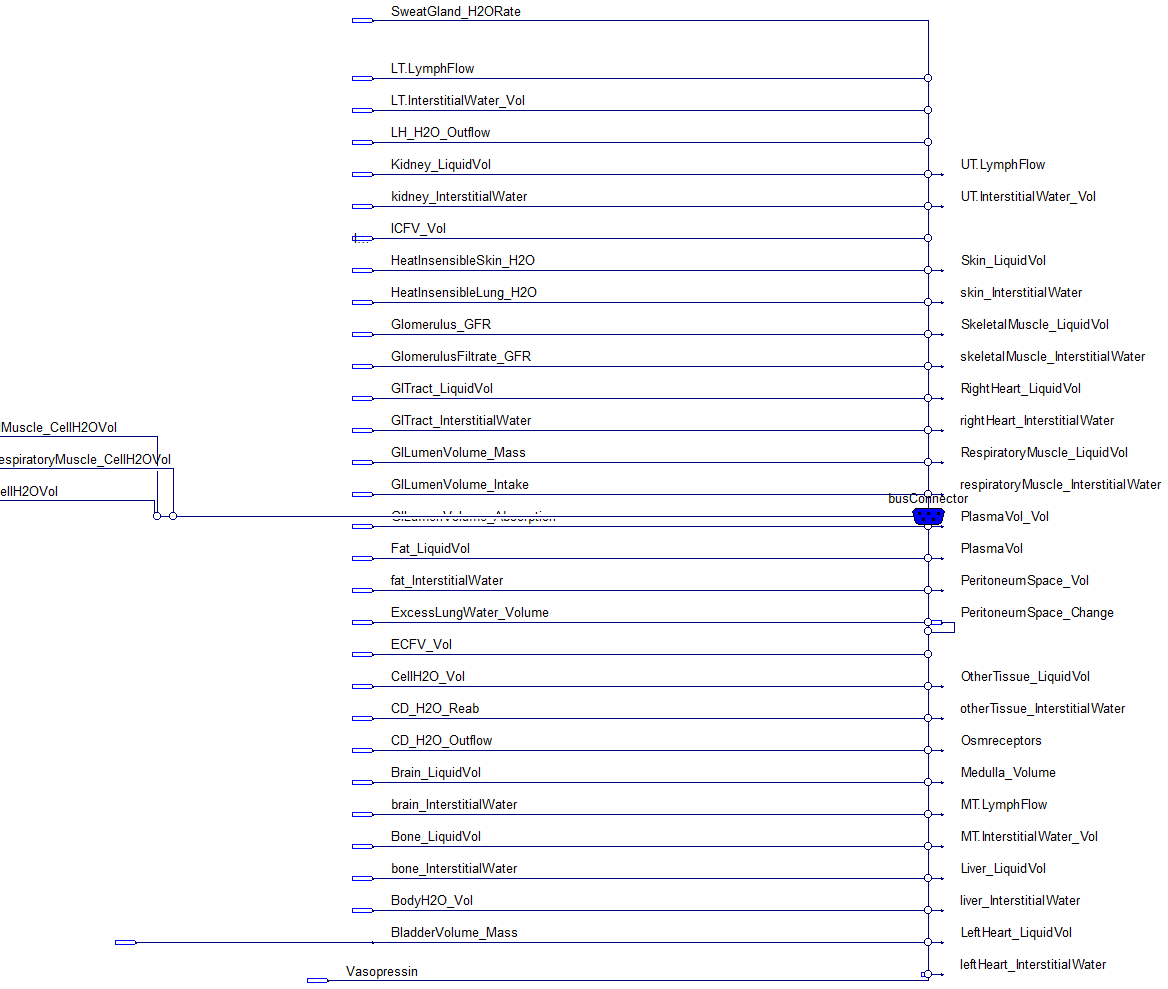 SweatGland_H2ORate
LT.LymphFlow
LT.InterstitialWater_Vol
LH_H2O_Outflow
Kidney_LiquidVol
UT.LymphFlow
kidney_InterstitialWater
UT.InterstitialWater_Vol
ICFV_Vol
I...
HeatInsensibleSkin_H2O
Skin_LiquidVol
HeatInsensibleLung_H2O
skin_InterstitialWater
Glomerulus_GFR
SkeletalMuscle_LiquidVol
GlomerulusFiltrate_GFR
skeletalMuscle_InterstitialWater
GITract_LiquidVol
RightHeart_LiquidVol
GITract_InterstitialWater
rightHeart_InterstitialWater
lMuscle_CellH2OVol
GILumenVolume_Mass
RespiratoryMuscle_LiquidVol
espiratoryMuscle_CellH2OVol
GILumenVolume_Intake
respiratoryMuscle_InterstitialWater
ellH2OVol
busConnector
GILumenVolume_Absorption
PlasmaVol_Vol
Fat_LiquidVol
PlasmaVol
fat_InterstitialWater
PeritoneumSpace_Vol
ExcessLungWater_Volume
PeritoneumSpace_Change
ECFV_Vol
CellH2O_Vol
OtherTissue_LiquidVol
CD_H2O_Reab
otherTissue_InterstitialWater
CD_H2O_Outflow
Osmreceptors
Brain_LiquidVol
Medulla_Volume
brain_InterstitialWater
MT.LymphFlow
Bone_LiquidVol
MT.InterstitialWater_Vol
bone_InterstitialWater
Liver_LiquidVol
BodyH2O_Vol
liver_InterstitialWater
BladderVolume_Mass
LeftHeart_LiquidVol
Vasopressin
leftHeart_InterstitialWater